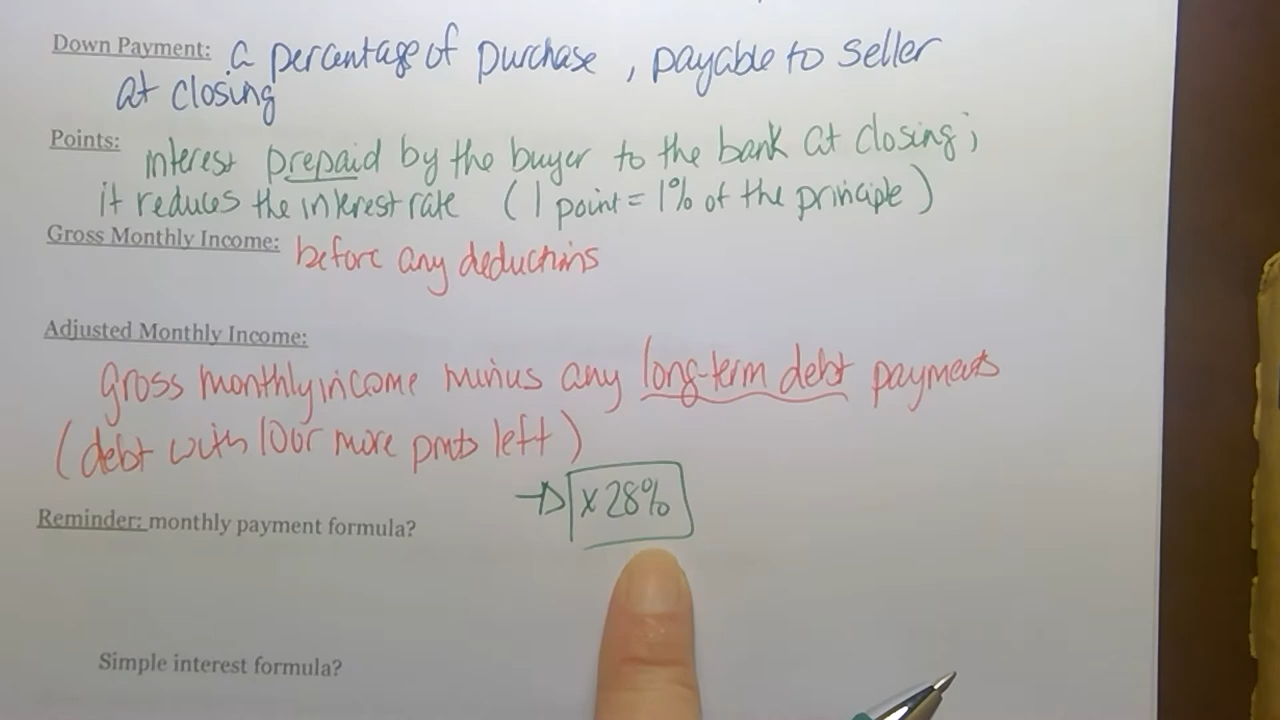 Down Payment: a percentage of purchase , payable to seller
at closing
Points: interest prepaid by the buyer to the bank at closing ;
it reduces the interest rate ( 1 point = 1% of the principle )
Gross Monthly Income: before any deductions
Adjusted Monthly Income:
gross monthly income minus any long-term debt payments
( debt with 10 or more pmts left )
→ x 28%
Reminder: monthly payment formula?
Simple interest formula?